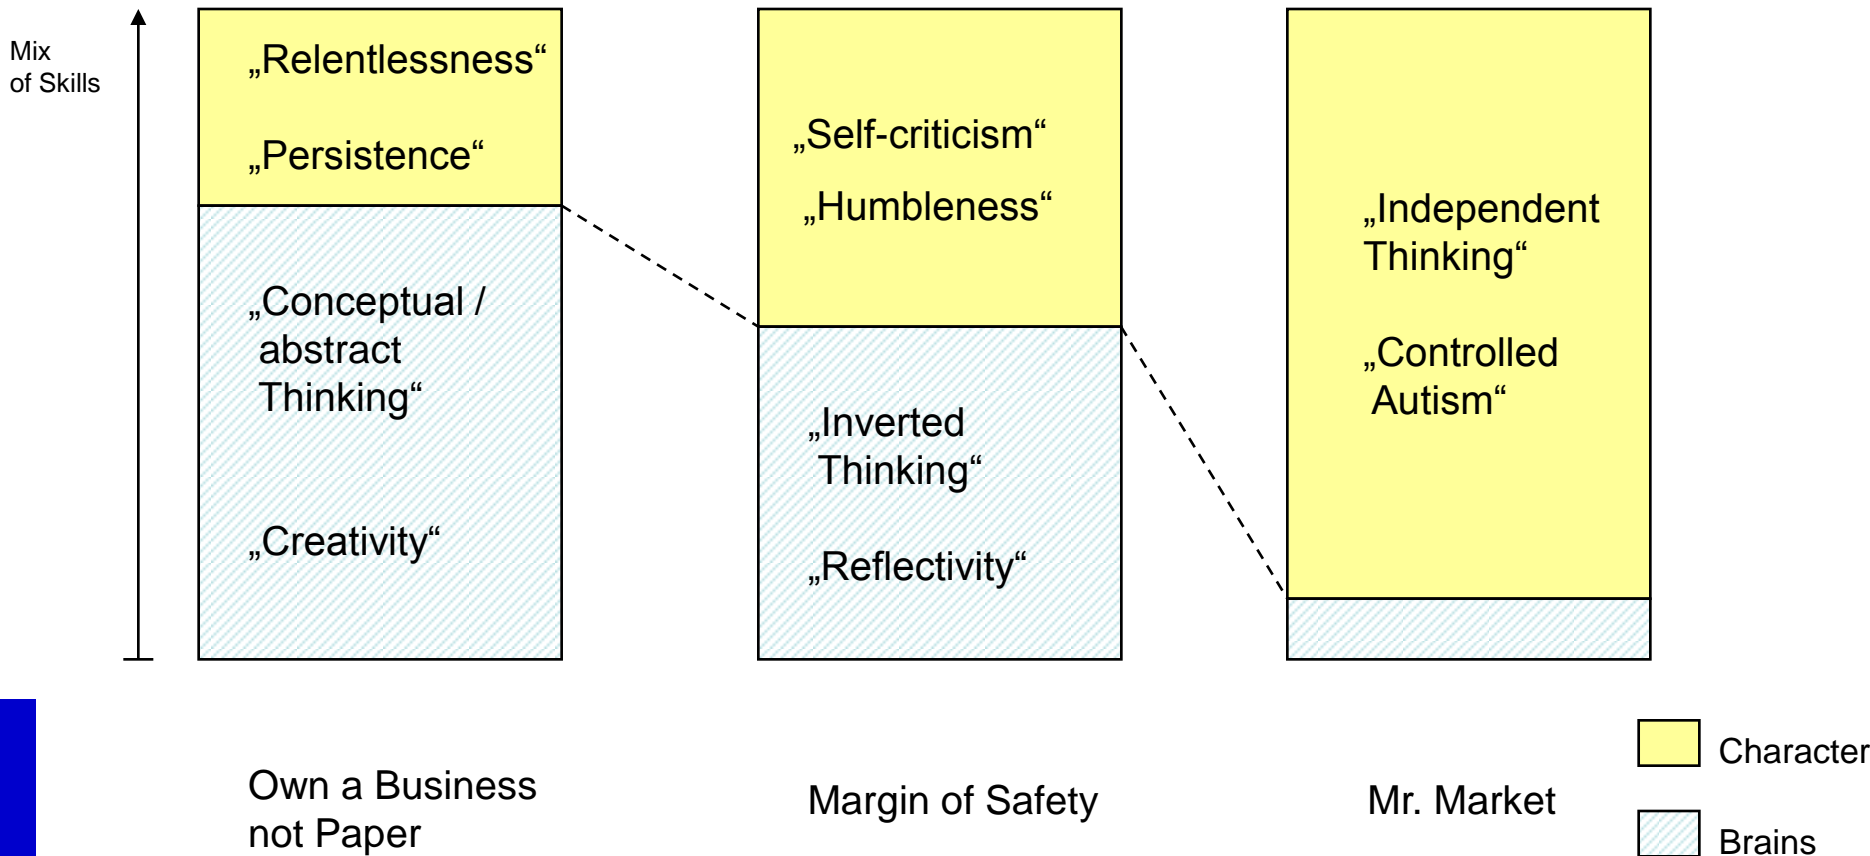 Mix
of Skills
„Relentlessness“
„Persistence“
„Conceptual /
abstract
Thinking“
„Creativity“
„Self-criticism“
„Humbleness“
„Inverted
Thinking“
„Reflectivity“
„Independent
Thinking“
„Controlled
Autism“
Own a Business
not Paper
Margin of Safety
Mr. Market
Character
Brains